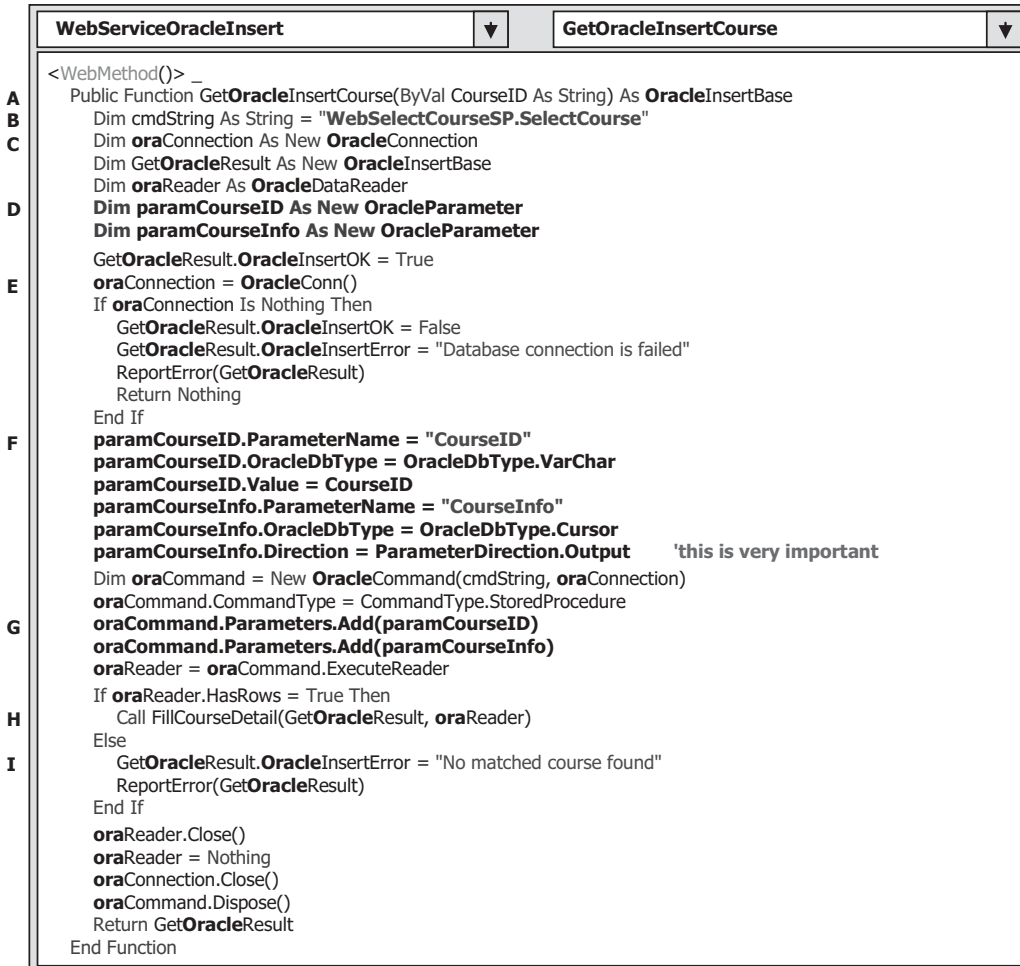 WebServiceOracleInsert GetOracleInsertCourse
<WebMethod()> _
A Public Function GetOracleInsertCourse(ByVal CourseID As String) As OracleInsertBase
B Dim cmdString As String = "WebSelectCourseSP.SelectCourse"
C Dim oraConnection As New OracleConnection
Dim GetOracleResult As New OracleInsertBase
Dim oraReader As OracleDataReader
D Dim paramCourseID As New OracleParameter
Dim paramCourseInfo As New OracleParameter
GetOracleResult.OracleInsertOK = True
E oraConnection = OracleConn()
If oraConnection Is Nothing Then
GetOracleResult.OracleInsertOK = False
GetOracleResult.OracleInsertError = "Database connection is failed"
ReportError(GetOracleResult)
Return Nothing
End If
F paramCourseID.ParameterName = "CourseID"
paramCourseID.OracleDbType = OracleDbType.VarChar
paramCourseID.Value = CourseID
paramCourseInfo.ParameterName = "CourseInfo"
paramCourseInfo.OracleDbType = OracleDbType.Cursor
paramCourseInfo.Direction = ParameterDirection.Output 'this is very important
Dim oraCommand = New OracleCommand(cmdString, oraConnection)
oraCommand.CommandType = CommandType.StoredProcedure
G oraCommand.Parameters.Add(paramCourseID)
oraCommand.Parameters.Add(paramCourseInfo)
oraReader = oraCommand.ExecuteReader
If oraReader.HasRows = True Then
H Call FillCourseDetail(GetOracleResult, oraReader)
Else
I GetOracleResult.OracleInsertError = "No matched course found"
ReportError(GetOracleResult)
End If
oraReader.Close()
oraReader = Nothing
oraConnection.Close()
oraCommand.Dispose()
Return GetOracleResult
End Function